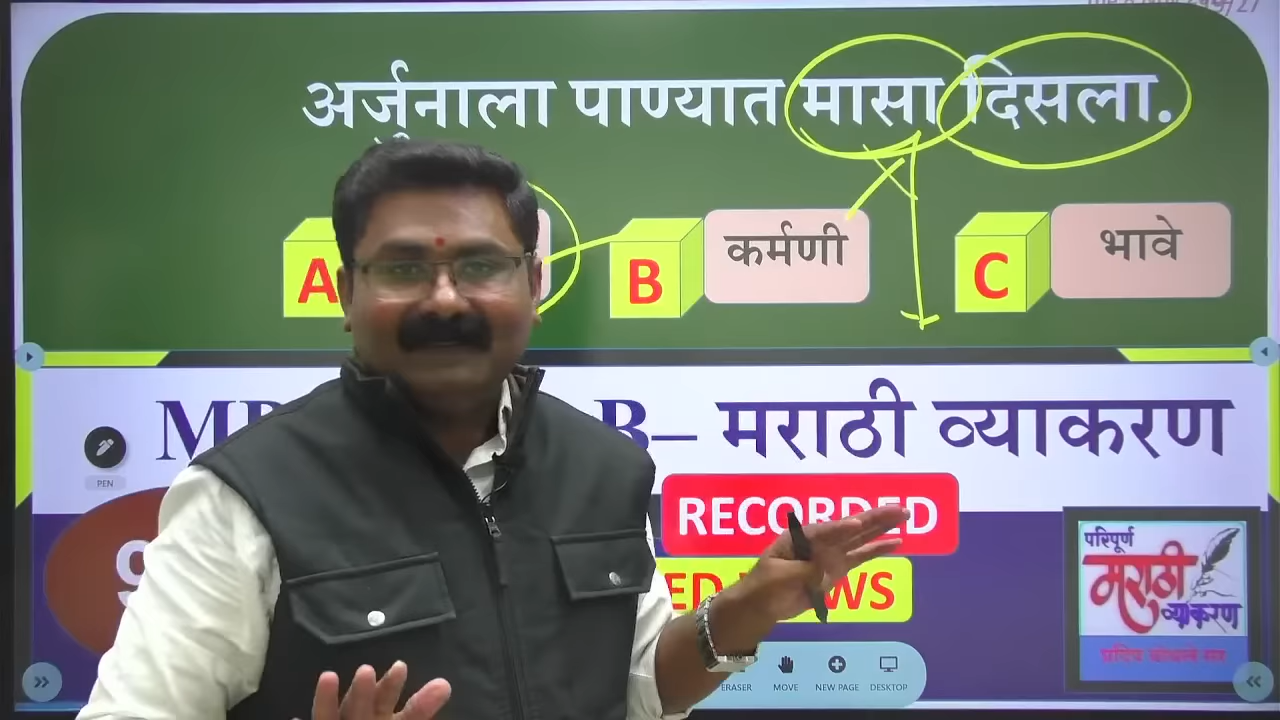 अर्जुनाला पाण्यात मासा दिसला.
A
B कर्मणी
C भावे
B– मराठी व्याकरण
PEN
RECORDED
परिपूर्ण
मराठी
व्याकरण
ERASER MOVE NEW PAGE DESKTOP